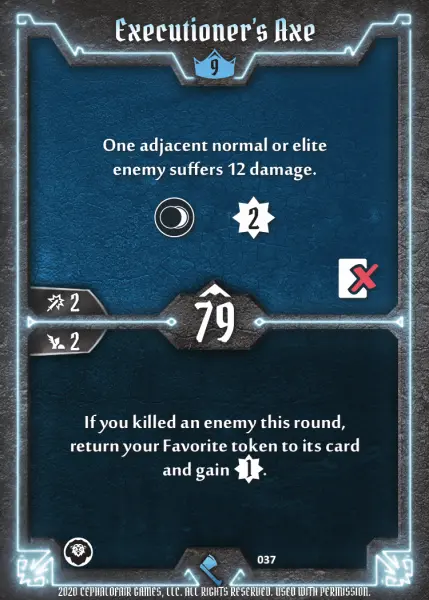 Executioner's Axe
9
One adjacent normal or elite
enemy suffers 12 damage.
2
2
79
2
If you killed an enemy this round,
return your Favorite token to its card
and gain 1.
037
2020 CEPHALOFAIR GAMES, LLC. ALL RIGHTS RESERVED. USED WITH PERMISSION.